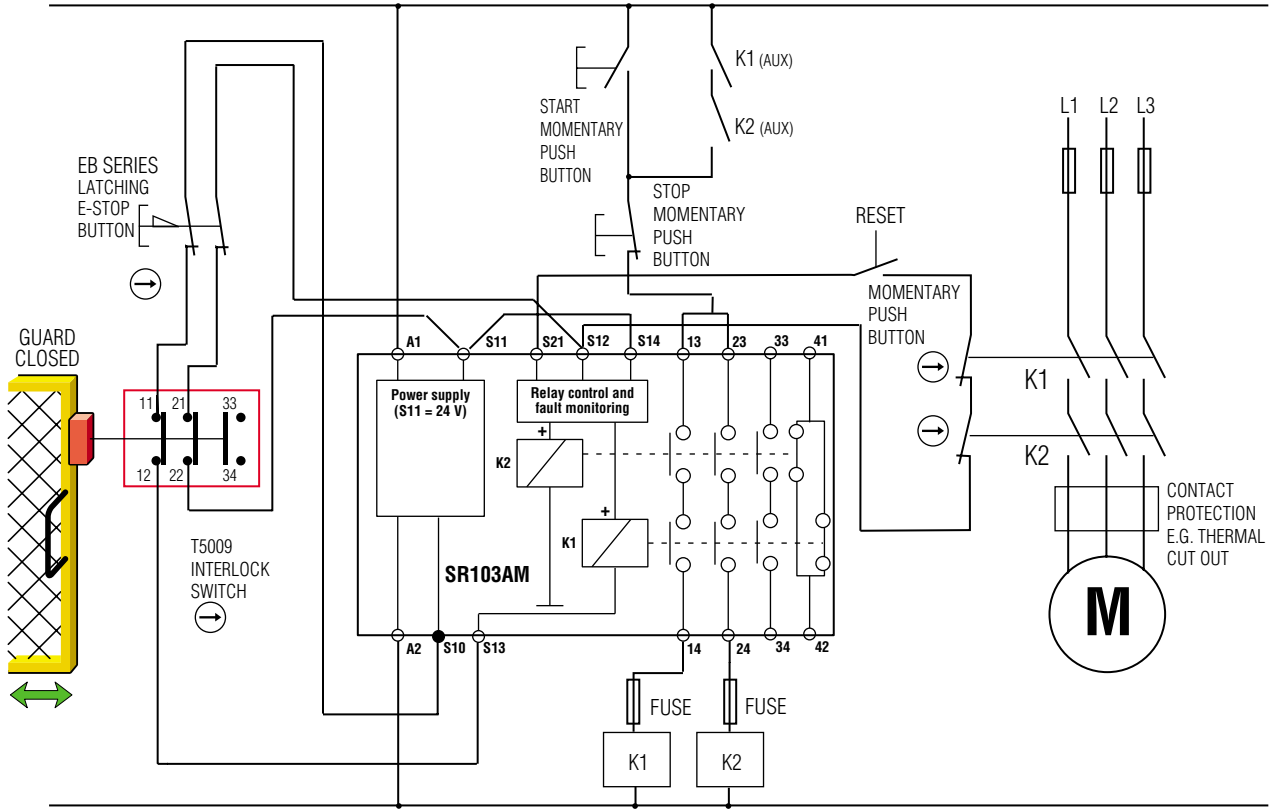 K1 (AUX)
K2 (AUX)
START
MOMENTARY
PUSH
BUTTON
L1 L2 L3
EB SERIES
LATCHING
E-STOP
BUTTON
STOP
MOMENTARY
PUSH
BUTTON
RESET
MOMENTARY
PUSH
BUTTON
GUARD
CLOSED
A1 S11 S21 S12 S14 13 23 33 41
Power supply
(S11 = 24 V)
Relay control and
fault monitoring
11 21 33
12 22 34
+
K2
+
K1
SR103AM
K1
K2
T5009
INTERLOCK
SWITCH
CONTACT
PROTECTION
E.G. THERMAL
CUT OUT
M
A2 S10 S13 14 24 34 42
FUSE FUSE
K1 K2